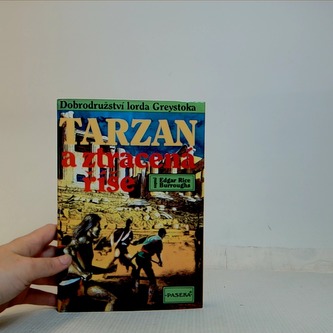 Dobrodružství lorda Greystoka
TARZAN
a ztracená
říše
Edgar Rice
Burroughs
PASEKA